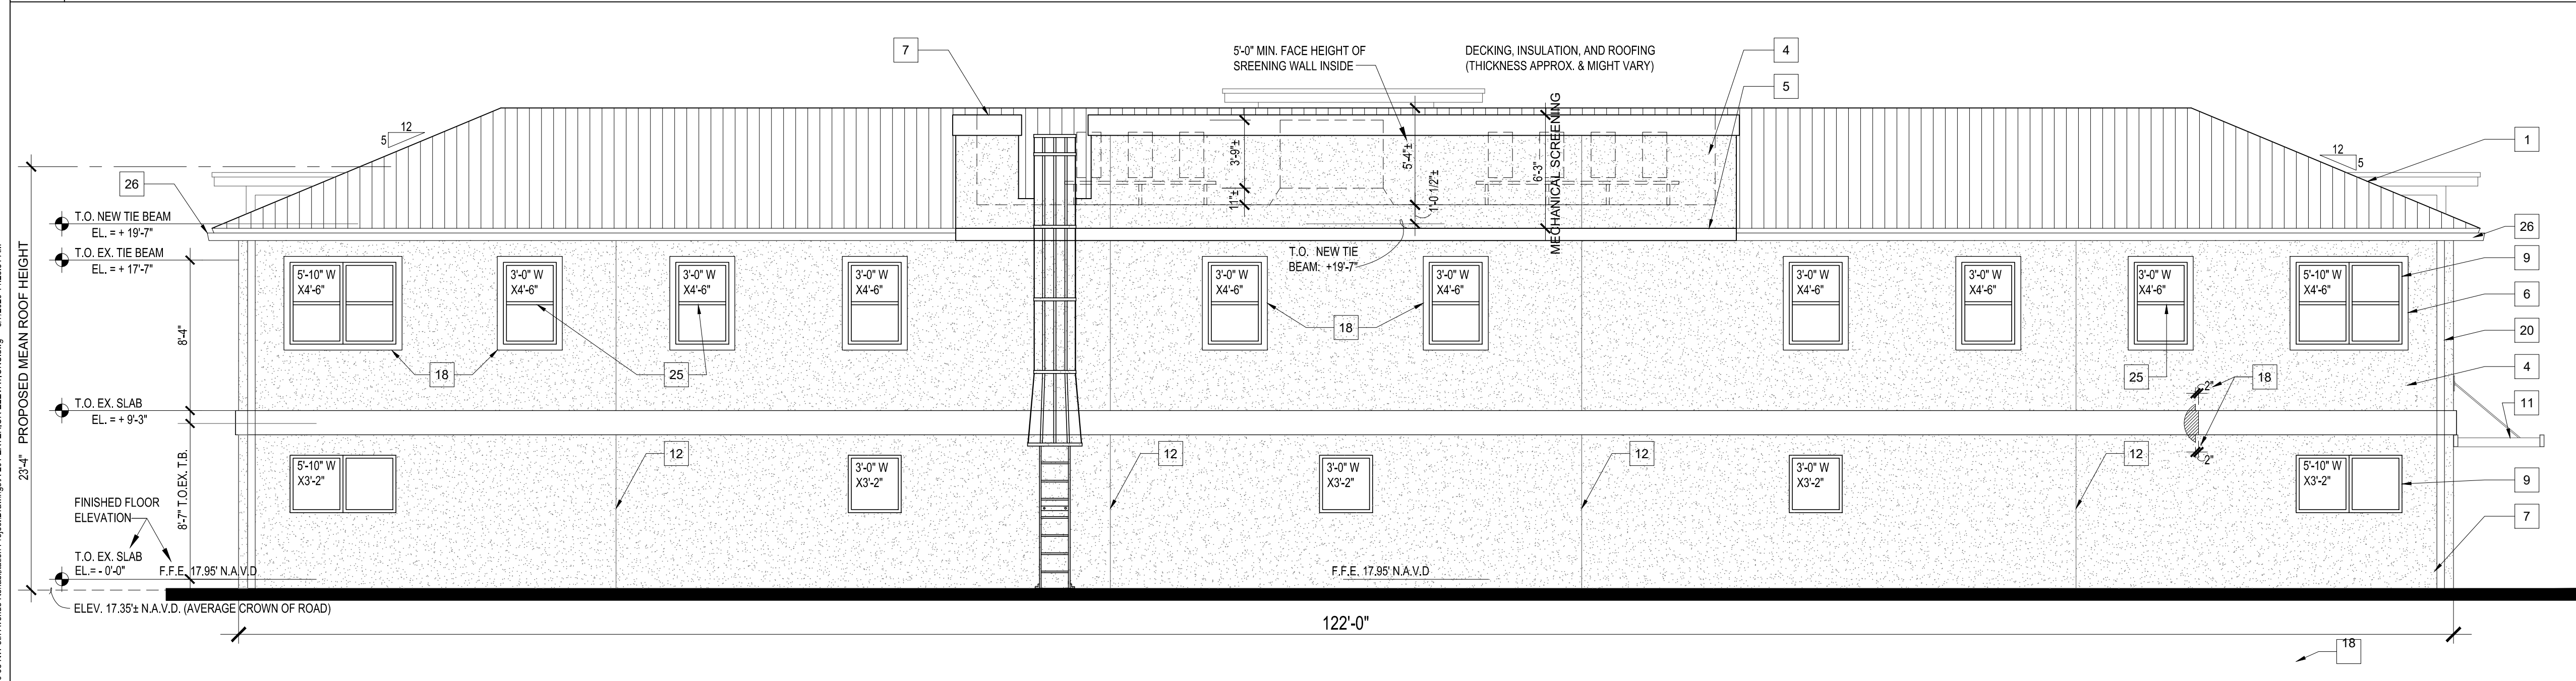 7
5'-0" MIN. FACE HEIGHT OF
SREENING WALL INSIDE
DECKING, INSULATION, AND ROOFING
(THICKNESS APPROX. & MIGHT VARY)
4
5
12
5
3'-9"±
11"±
5'-4"±
1'-0 1/2"±
6'-3"
MECHANICAL SCREENING
12
5
1
26
T.O. NEW TIE BEAM
EL. = + 19'-7"
T.O. EX. TIE BEAM
EL. = + 17'-7"
T.O. NEW TIE
BEAM: +19'-7"
26
23'-4" PROPOSED MEAN ROOF HEIGHT
5'-10" W
X4'-6"
3'-0" W
X4'-6"
3'-0" W
X4'-6"
3'-0" W
X4'-6"
3'-0" W
X4'-6"
3'-0" W
X4'-6"
3'-0" W
X4'-6"
3'-0" W
X4'-6"
3'-0" W
X4'-6"
5'-10" W
X4'-6"
9
6
20
4
11
8'-4"
18
25
18
25
2"
18
T.O. EX. SLAB
EL. = + 9'-3"
8'-7" T.O.EX. T.B.
12
12
12
12
2"
5'-10" W
X3'-2"
3'-0" W
X3'-2"
3'-0" W
X3'-2"
3'-0" W
X3'-2"
5'-10" W
X3'-2"
9
7
FINISHED FLOOR
ELEVATION
T.O. EX. SLAB
EL.= - 0'-0"
F.F.E. 17.95' N.A.V.D
F.F.E. 17.95' N.A.V.D
ELEV. 17.35'± N.A.V.D. (AVERAGE CROWN OF ROAD)
122'-0"
18